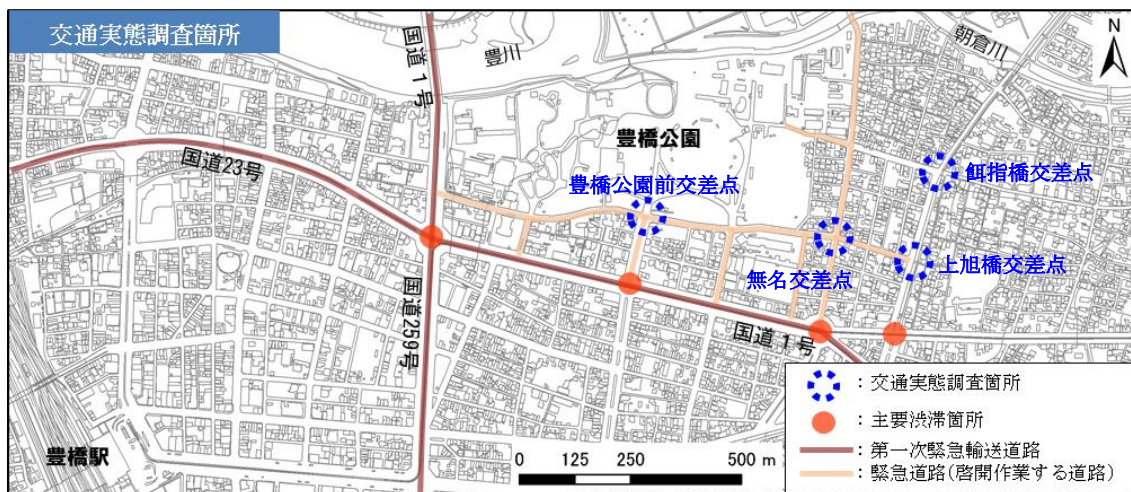 交通実態調査箇所
国道1号
豊川
朝倉川
N
国道23号
豊橋公園
豊橋公園前交差点
餌指橋交差点
無名交差点
上旭橋交差点
国道259号
国道1号
豊橋駅
0 125 250 500 m
:交通実態調査箇所
:主要渋滞箇所
:第一次緊急輸送道路
:緊急道路(啓開作業する道路)